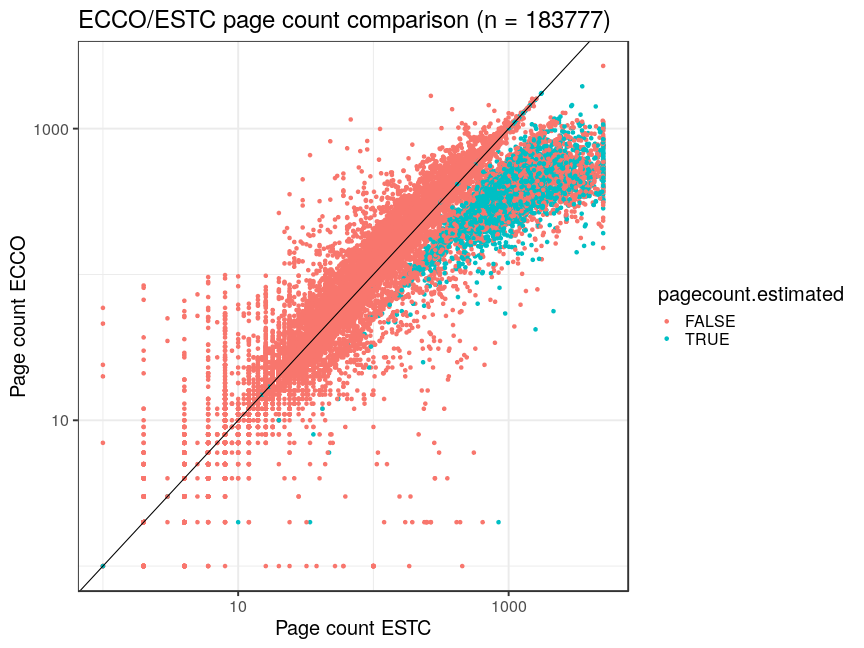 ECCO/ESTC page count comparison (n = 183777)
Page count ECCO
1000
10
10
1000
Page count ESTC
pagecount.estimated
FALSE
TRUE